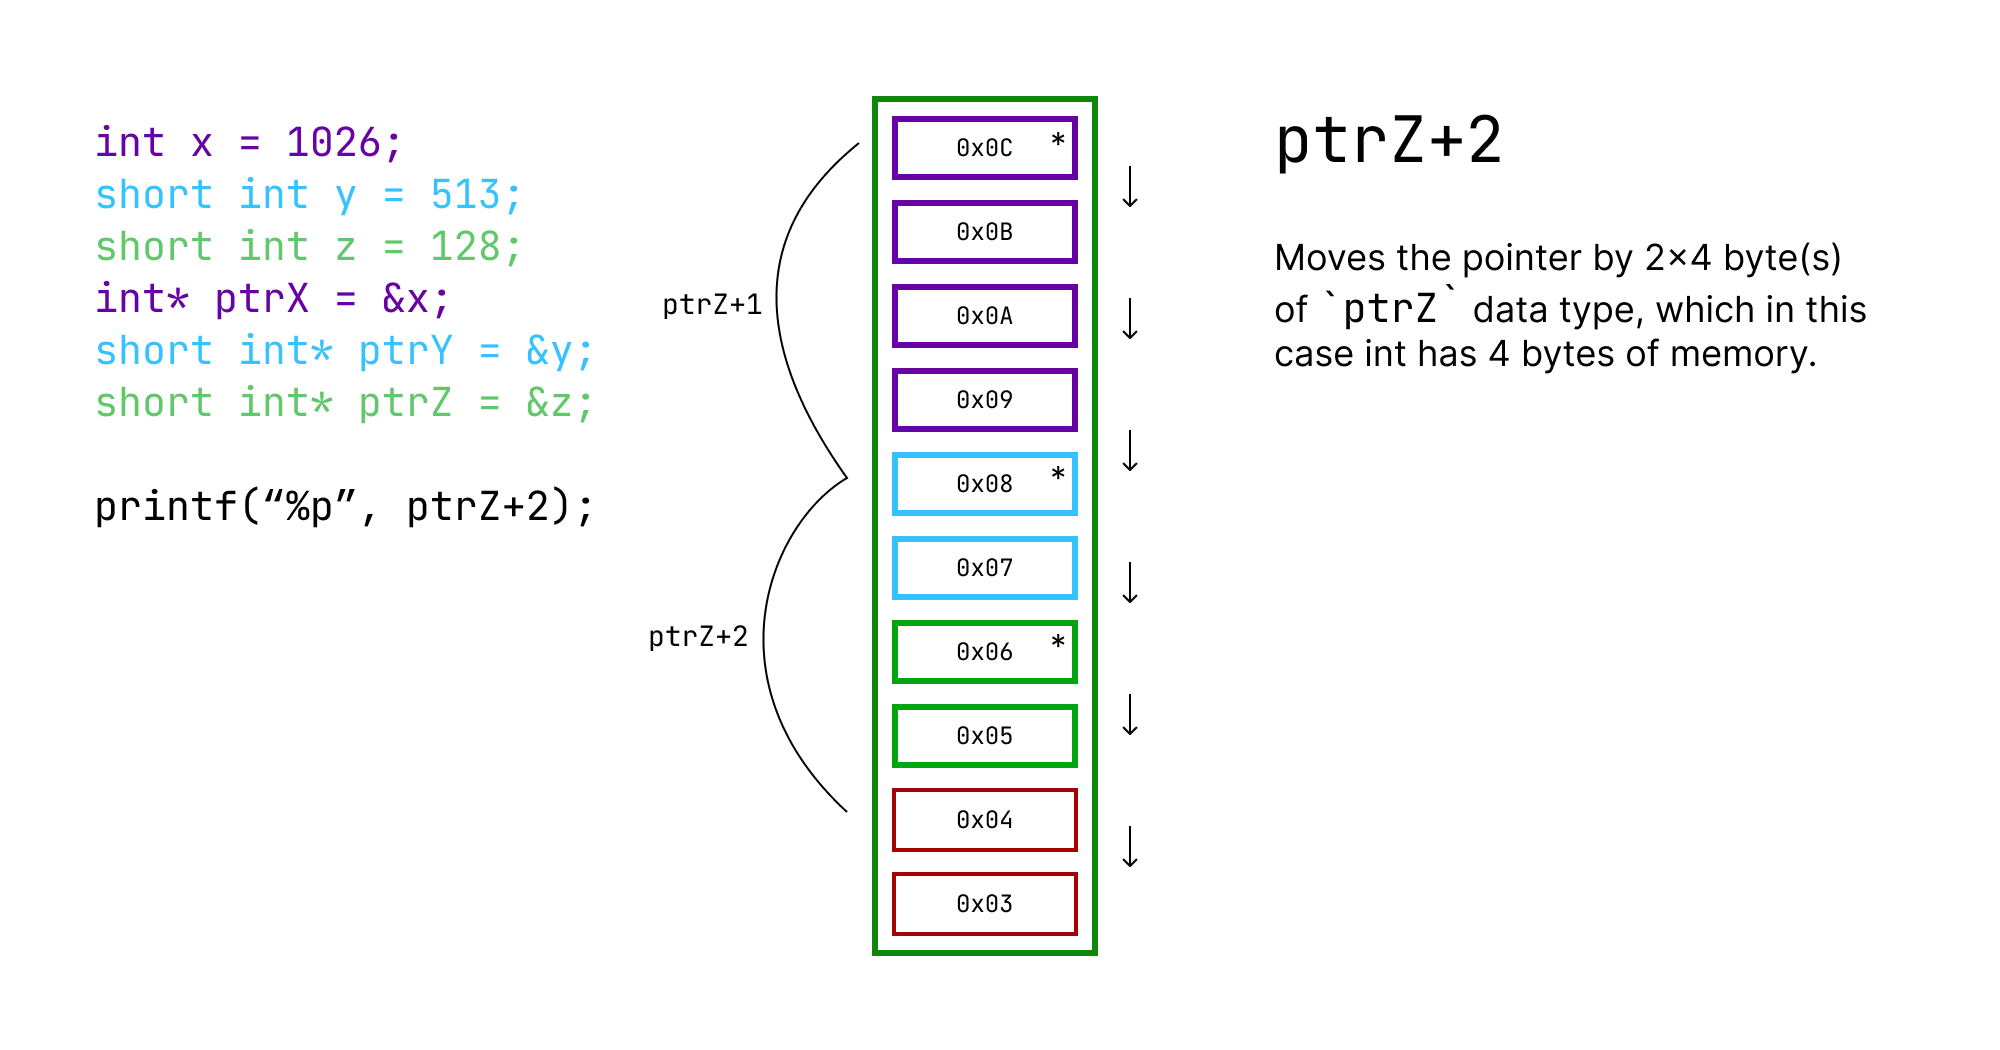 int x = 1026;
short int y = 513;
short int z = 128;
int* ptrX = &x;
short int* ptrY = &y;
short int* ptrZ = &z;
printf(“%p”, ptrZ+2);
ptrZ+1
ptrZ+2
0x0C *
0x0B
0x0A
0x09
0x08 *
0x07
0x06 *
0x05
0x04
0x03
ptrZ+2
Moves the pointer by 2×4 byte(s)
of `ptrZ` data type, which in this
case int has 4 bytes of memory.